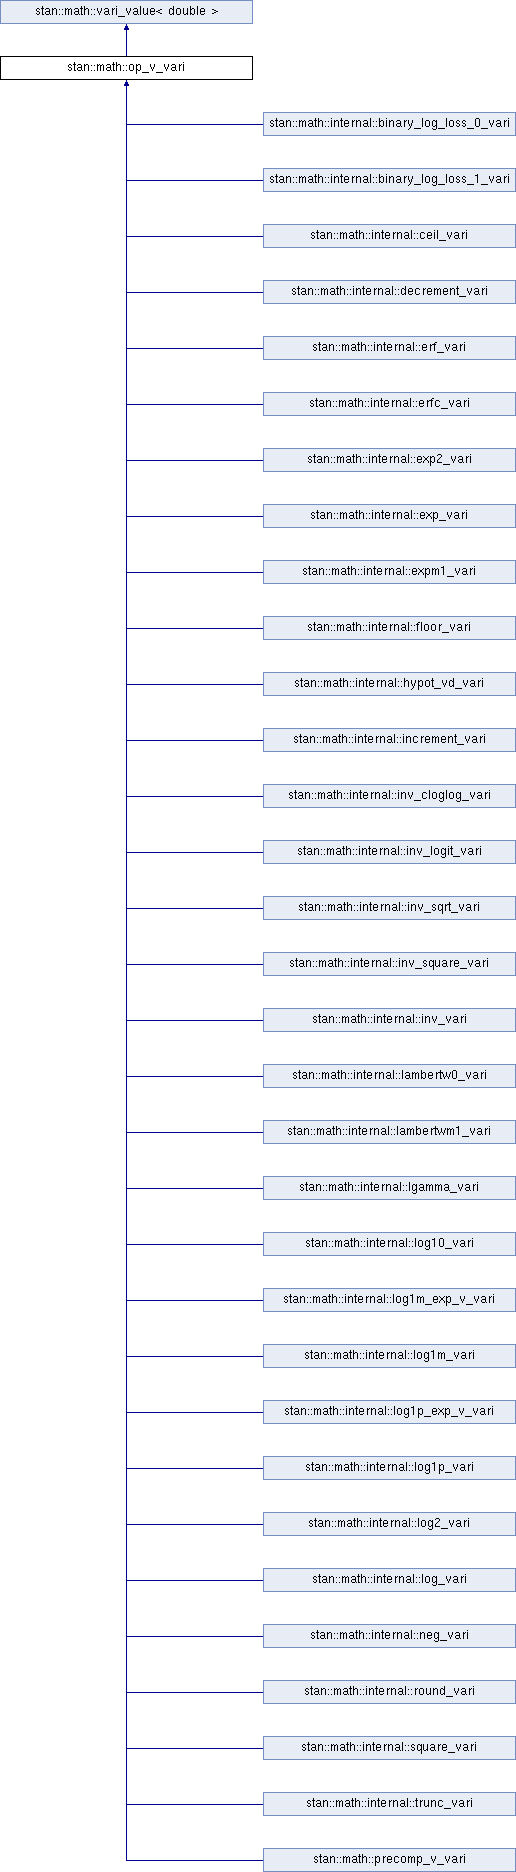 stan::math::vari_value< double >
stan::math::op_v_vari
stan::math::internal::binary_log_loss_0_vari
stan::math::internal::binary_log_loss_1_vari
stan::math::internal::ceil_vari
stan::math::internal::decrement_vari
stan::math::internal::erf_vari
stan::math::internal::erfc_vari
stan::math::internal::exp2_vari
stan::math::internal::exp_vari
stan::math::internal::expm1_vari
stan::math::internal::floor_vari
stan::math::internal::hypot_vd_vari
stan::math::internal::increment_vari
stan::math::internal::inv_cloglog_vari
stan::math::internal::inv_logit_vari
stan::math::internal::inv_sqrt_vari
stan::math::internal::inv_square_vari
stan::math::internal::inv_vari
stan::math::internal::lambertw0_vari
stan::math::internal::lambertwm1_vari
stan::math::internal::lgamma_vari
stan::math::internal::log10_vari
stan::math::internal::log1m_exp_v_vari
stan::math::internal::log1m_vari
stan::math::internal::log1p_exp_v_vari
stan::math::internal::log1p_vari
stan::math::internal::log2_vari
stan::math::internal::log_vari
stan::math::internal::neg_vari
stan::math::internal::round_vari
stan::math::internal::square_vari
stan::math::internal::trunc_vari
stan::math::precomp_v_vari